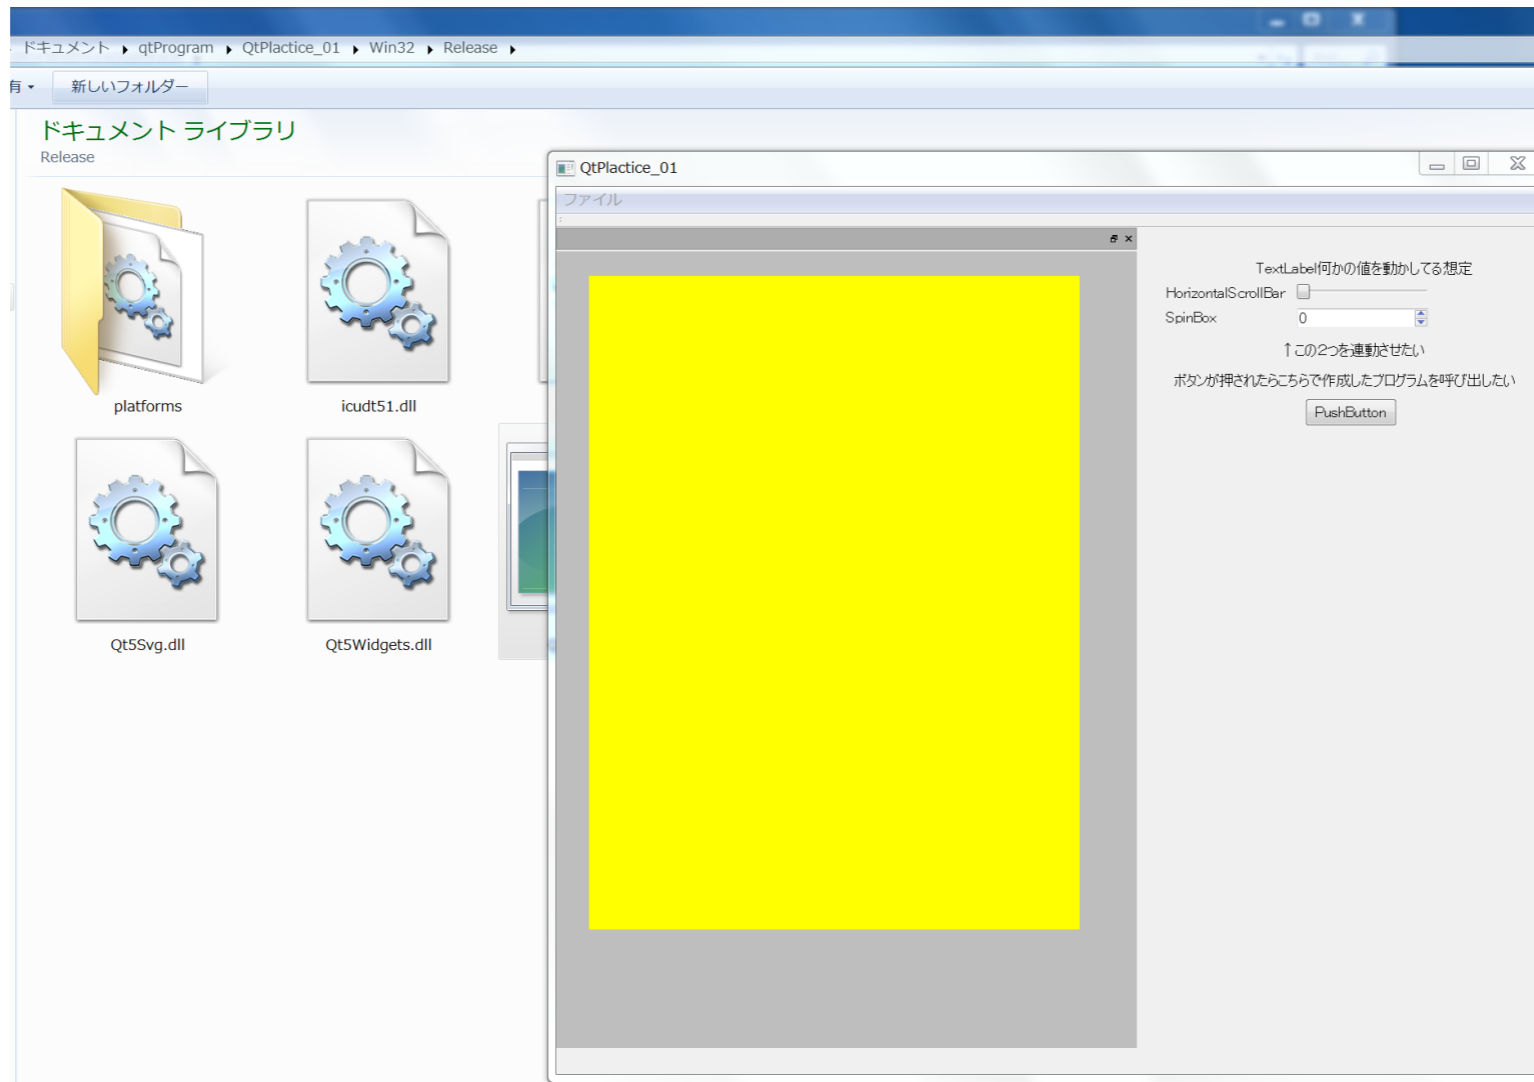 ドキュメント ▸ qtProgram ▸ QtPlactice_01 ▸ Win32 ▸ Release ▸
有 新しいフォルダー
ドキュメント ライブラリ
Release
platforms
icudt51.dll
Qt5Svg.dll
Qt5Widgets.dll
QtPlactice_01
ファイル
TextLabel何かの値を動かしてる想定
HorizontalScrollBar
SpinBox 0
↑この2つを連動させたい
ボタンが押されたらこちらで作成したプログラムを呼び出したい
PushButton